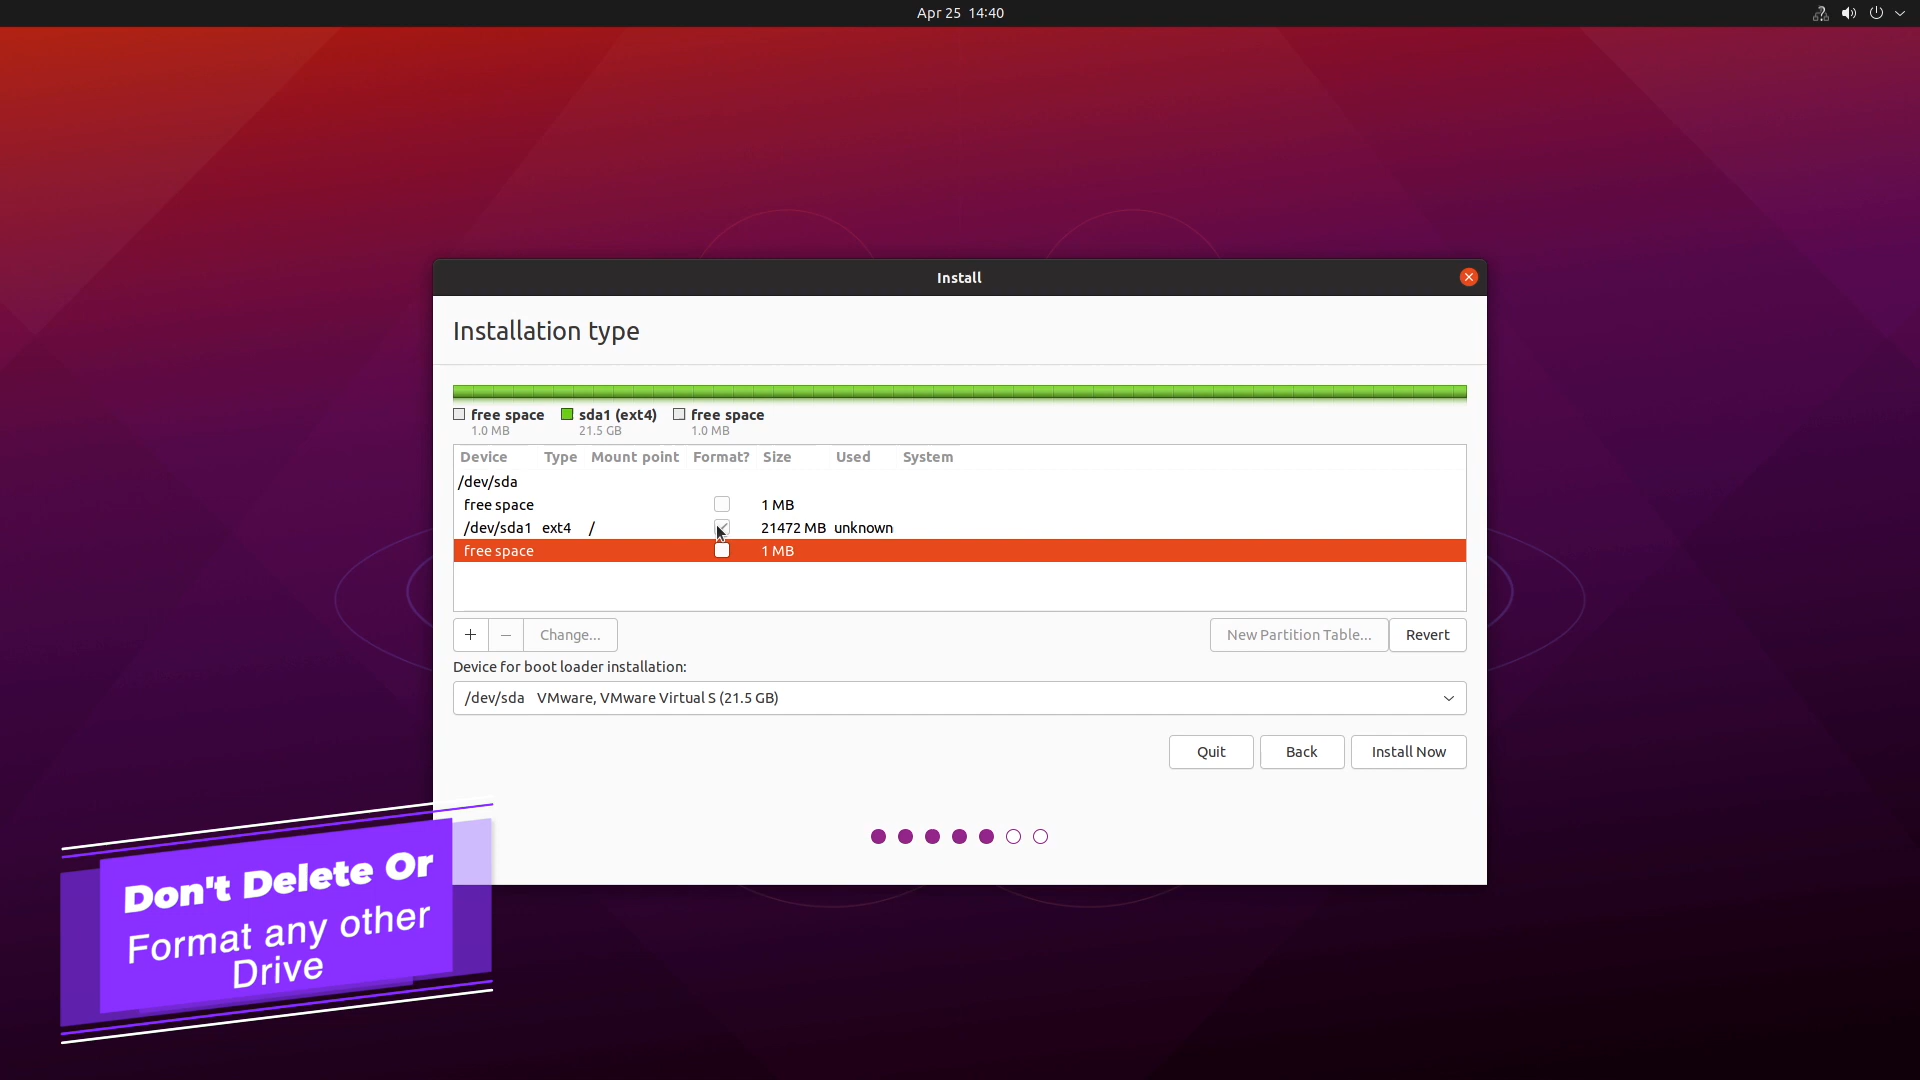 Apr 25 14:40
Install
Installation type
free space sda1 (ext4) free space
1.0 MB 21.5 GB 1.0 MB
Device Type Mount point Format? Size Used System
/dev/sda
free space 1 MB
/dev/sda1 ext4 / 21472 MB unknown
free space 1 MB
+ − Change... New Partition Table... Revert
Device for boot loader installation:
/dev/sda VMware, VMware Virtual S (21.5 GB)
Quit Back Install Now
Don't Delete Or
Format any other
Drive